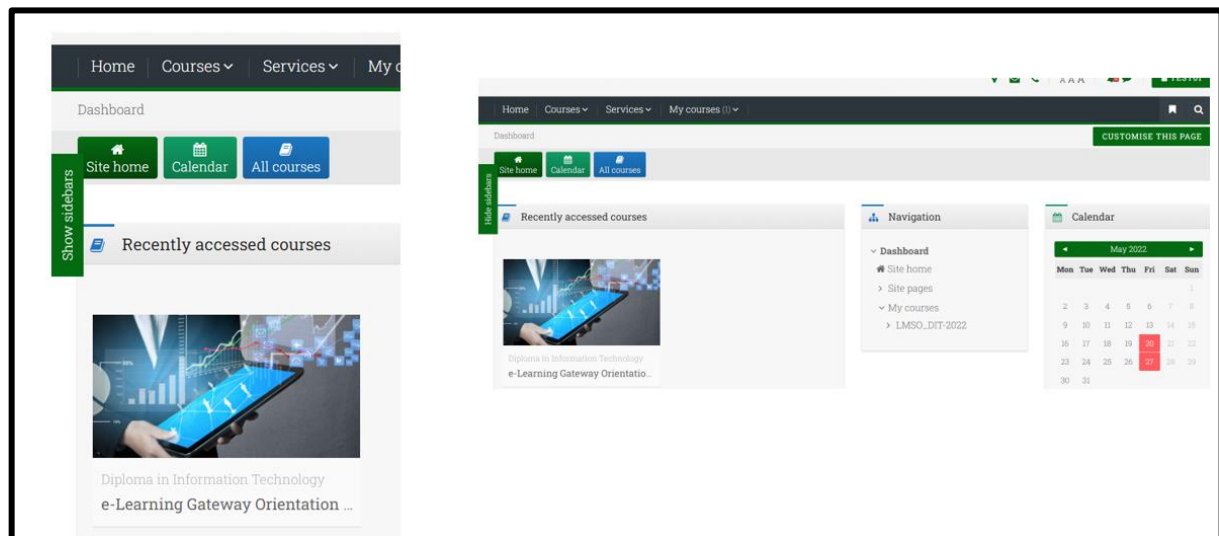 Home Courses Services My c
Dashboard
Site home Calendar All courses
Show sidebars
Recently accessed courses
Diploma in Information Technology
e-Learning Gateway Orientation ...
A A A
Home Courses Services My courses (1)
Dashboard
CUSTOMISE THIS PAGE
Site home Calendar All courses
Hide sidebars
Recently accessed courses
Diploma in Information Technology
e-Learning Gateway Orientatio...
Navigation
Dashboard
Site home
Site pages
My courses
LMSO_DIT-2022
Calendar
May 2022
Mon Tue Wed Thu Fri Sat Sun
1
2 3 4 5 6 7 8
9 10 11 12 13 14 15
16 17 18 19 20 21 22
23 24 25 26 27 28 29
30 31